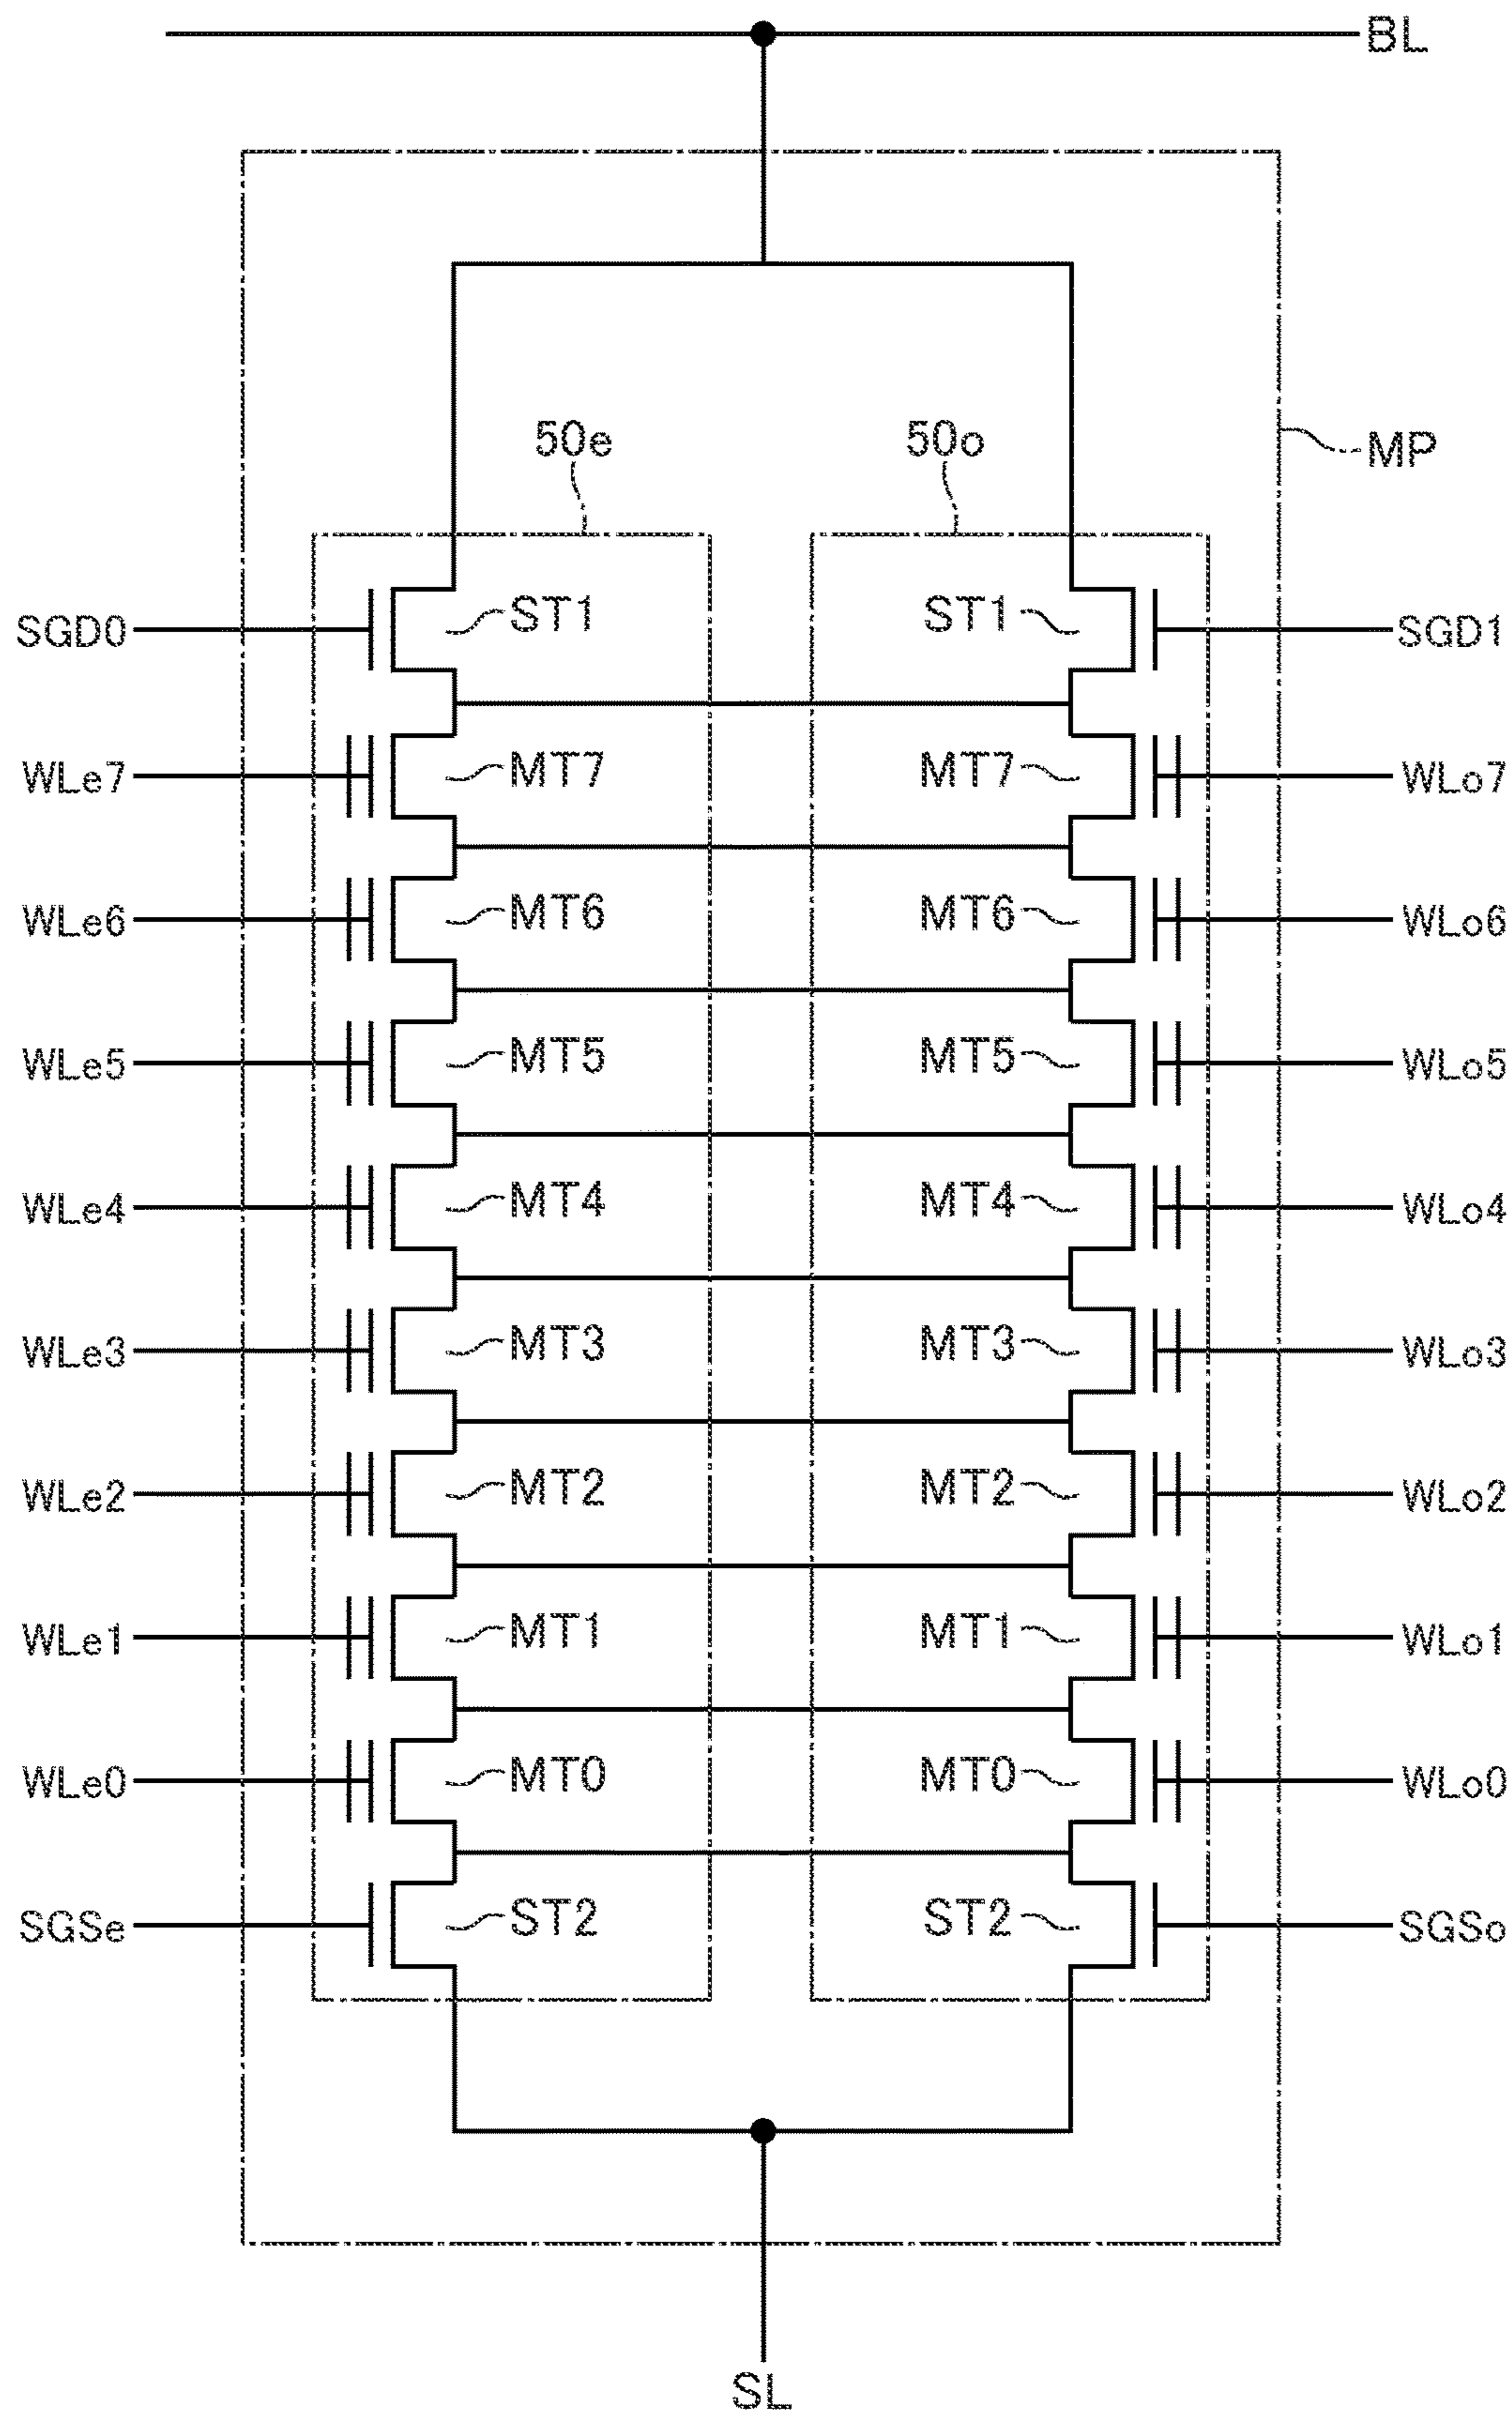 BL
MP
50e 50o
SGD0 ST1 ST1 SGD1
WLe7 MT7 MT7 WLo7
WLe6 MT6 MT6 WLo6
WLe5 MT5 MT5 WLo5
WLe4 MT4 MT4 WLo4
WLe3 MT3 MT3 WLo3
WLe2 MT2 MT2 WLo2
WLe1 MT1 MT1 WLo1
WLe0 MT0 MT0 WLo0
SGSe ST2 ST2 SGSo
SL